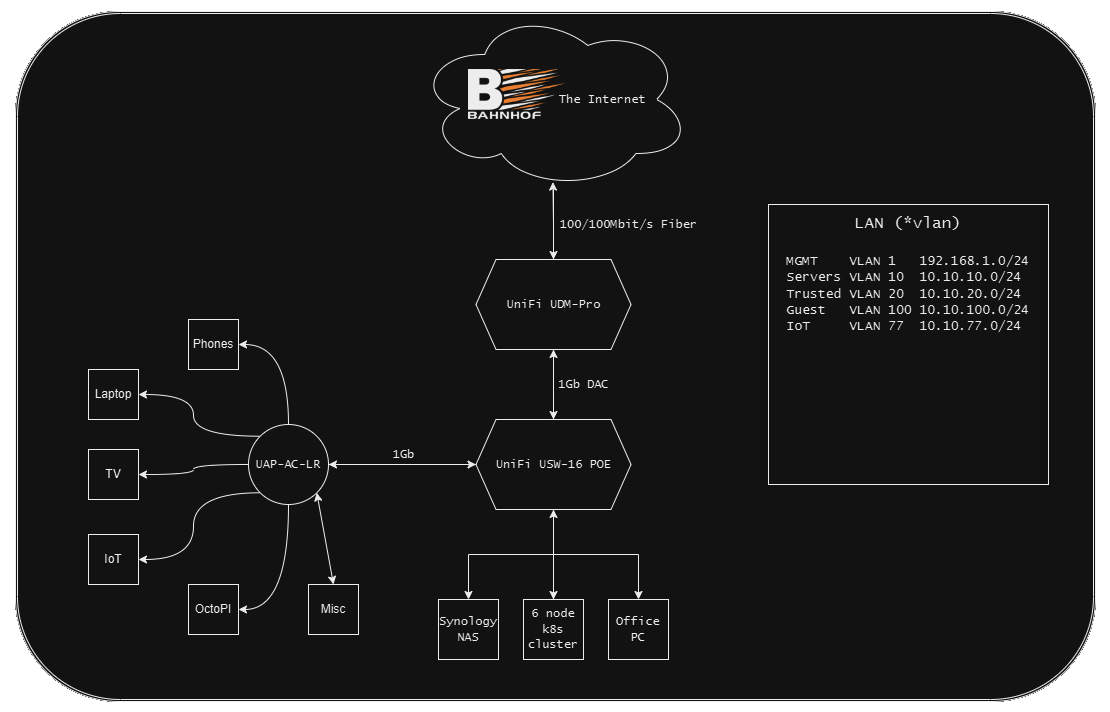 B
BAHNHOF
The Internet
100/100Mbit/s Fiber
UniFi UDM-Pro
1Gb DAC
UniFi USW-16 POE
1Gb
UAP-AC-LR
Phones
Laptop
TV
IoT
OctoPI
Misc
Synology
NAS
6 node
k8s
cluster
Office
PC
LAN (*vlan)
MGMT VLAN 1 192.168.1.0/24
Servers VLAN 10 10.10.10.0/24
Trusted VLAN 20 10.10.20.0/24
Guest VLAN 100 10.10.100.0/24
IoT VLAN 77 10.10.77.0/24